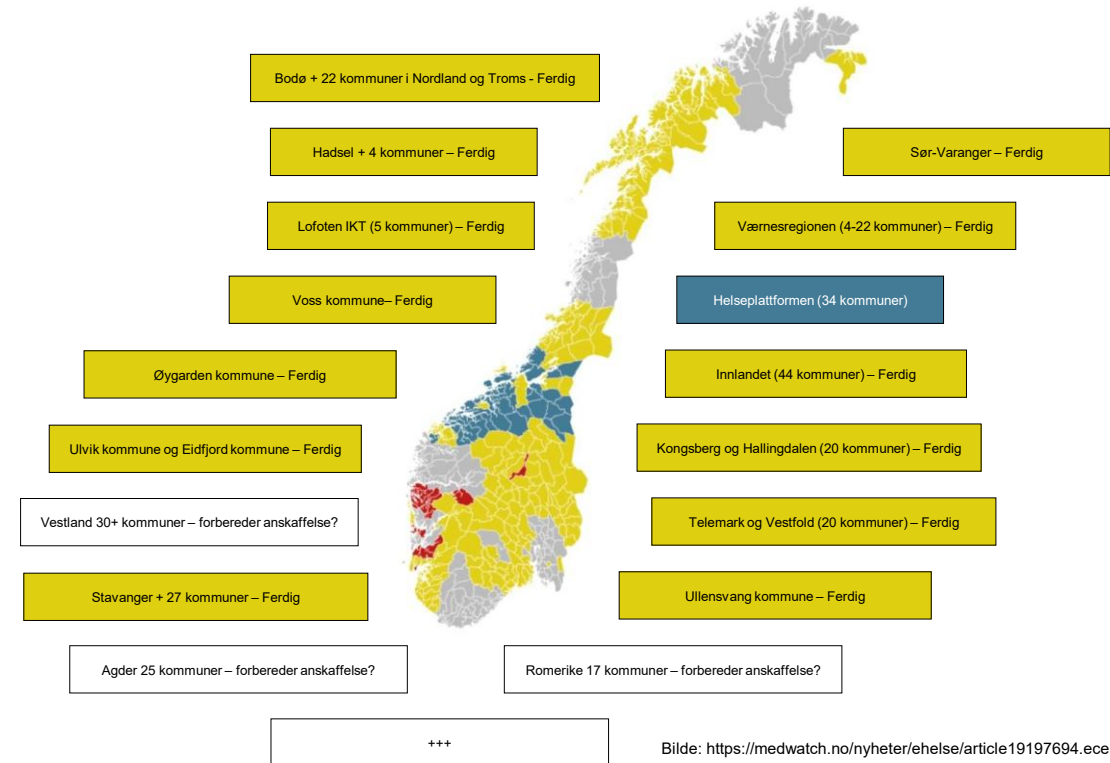 Bodø + 22 kommuner i Nordland og Troms - Ferdig
Hadsel + 4 kommuner – Ferdig
Sør-Varanger – Ferdig
Lofoten IKT (5 kommuner) – Ferdig
Værnesregionen (4-22 kommuner) – Ferdig
Voss kommune– Ferdig
Helseplattformen (34 kommuner)
Øygarden kommune – Ferdig
Innlandet (44 kommuner) – Ferdig
Ulvik kommune og Eidfjord kommune – Ferdig
Kongsberg og Hallingdalen (20 kommuner) – Ferdig
Vestland 30+ kommuner – forbereder anskaffelse?
Telemark og Vestfold (20 kommuner) – Ferdig
Stavanger + 27 kommuner – Ferdig
Ullensvang kommune – Ferdig
Agder 25 kommuner – forbereder anskaffelse?
Romerike 17 kommuner – forbereder anskaffelse?
+++
Bilde: https://medwatch.no/nyheter/ehelse/article19197694.ece